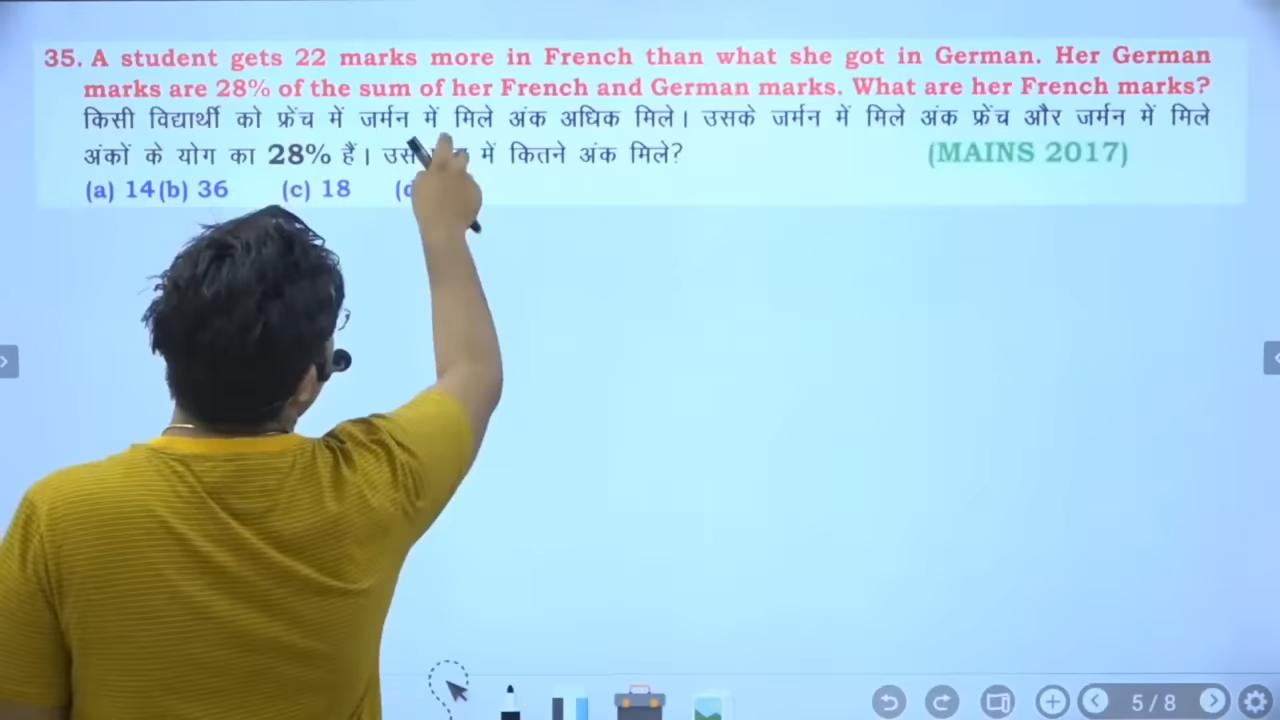 35. A student gets 22 marks more in French than what she got in German. Her German
marks are 28% of the sum of her French and German marks. What are her French marks?
किसी विद्यार्थी को फ्रेंच में जर्मन में मिले अंक अधिक मिले। उसके जर्मन में मिले अंक फ्रेंच और जर्मन में मिले
अंकों के योग का 28% हैं। में कितने अंक मिले?
(MAINS 2017)
(a) 14 (b) 36 (c) 18
5 / 8